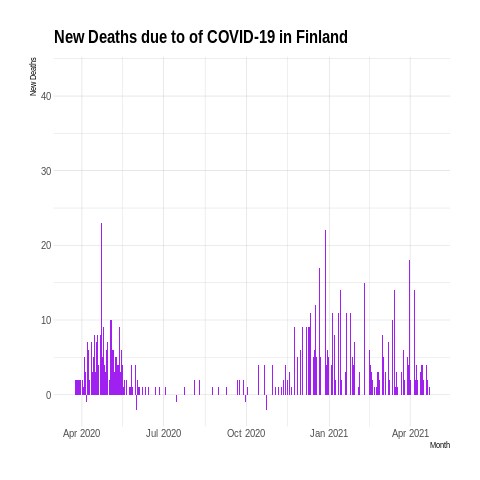 New Deaths due to of COVID-19 in Finland
New Deaths
40
30
20
10
0
Apr 2020 Jul 2020 Oct 2020 Jan 2021 Apr 2021
Month